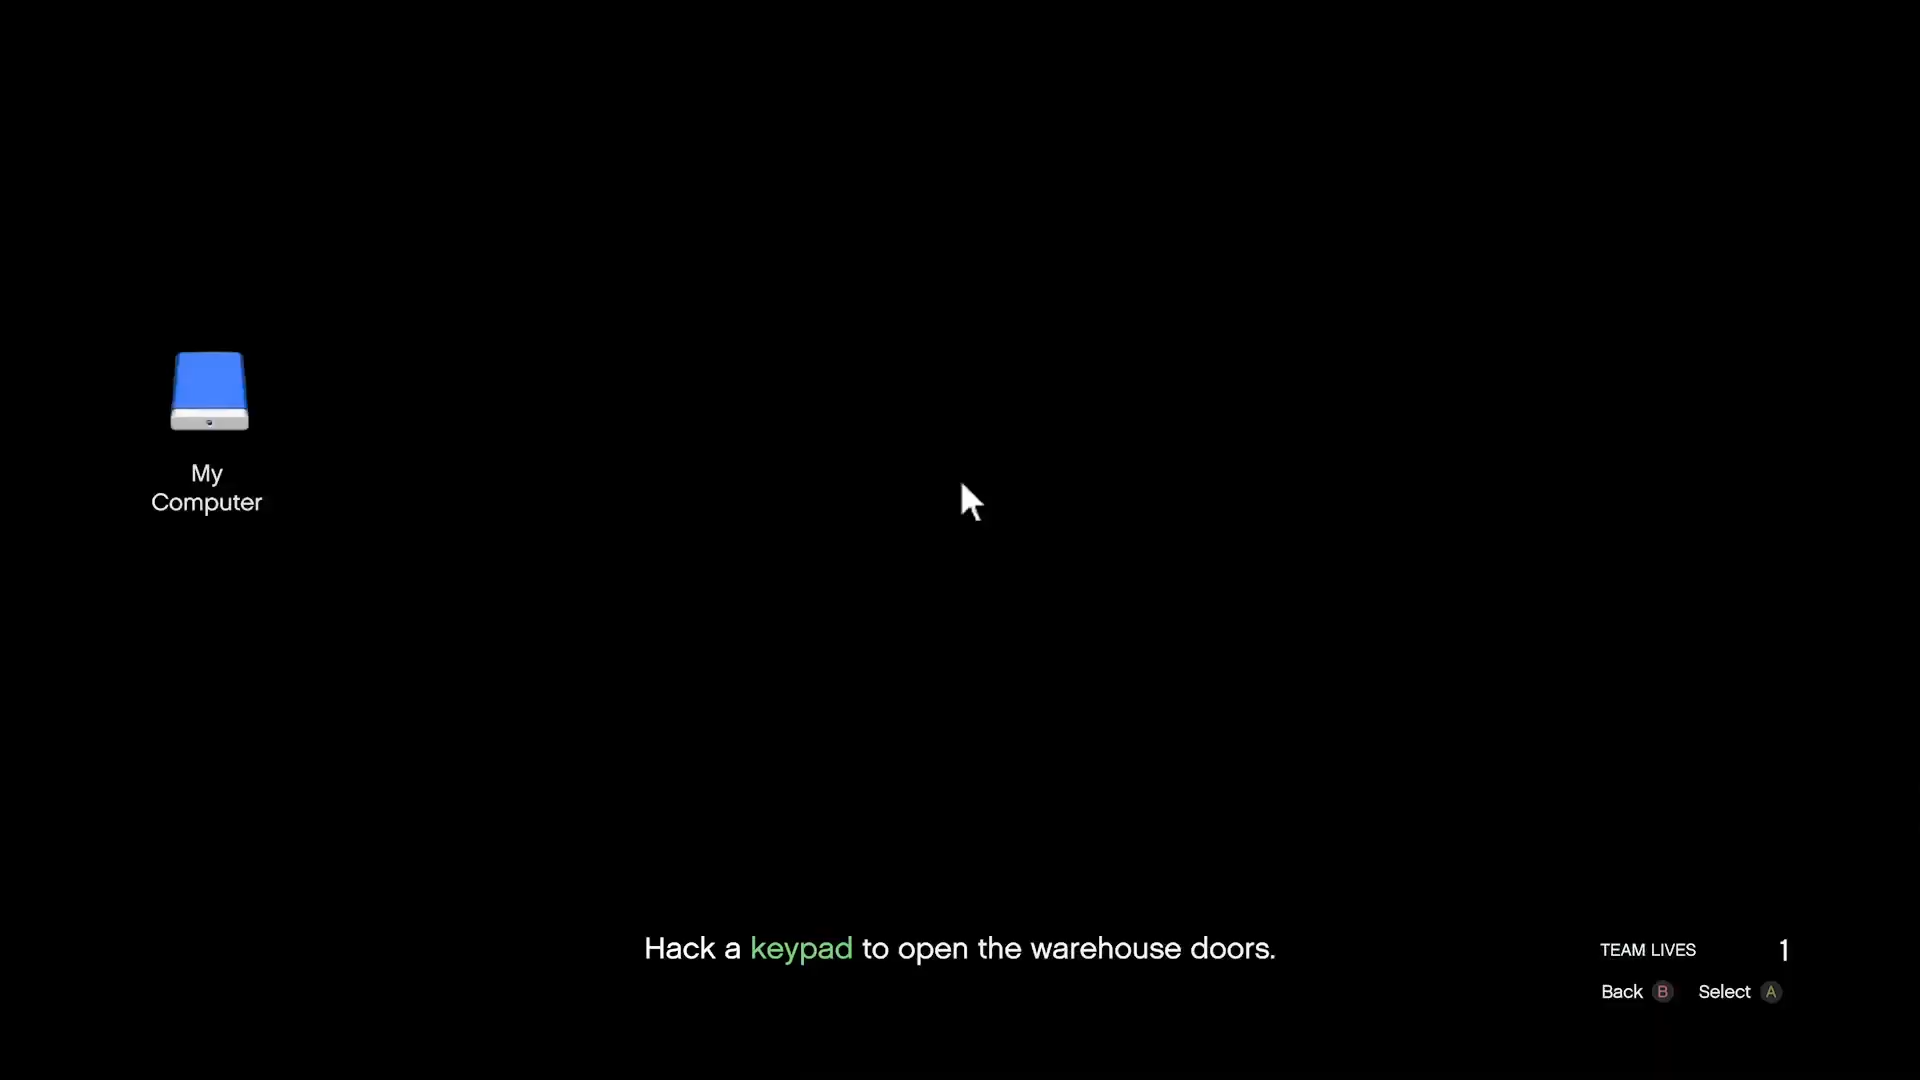 My
Computer
Hack a keypad to open the warehouse doors.
TEAM LIVES 1
Back B Select A